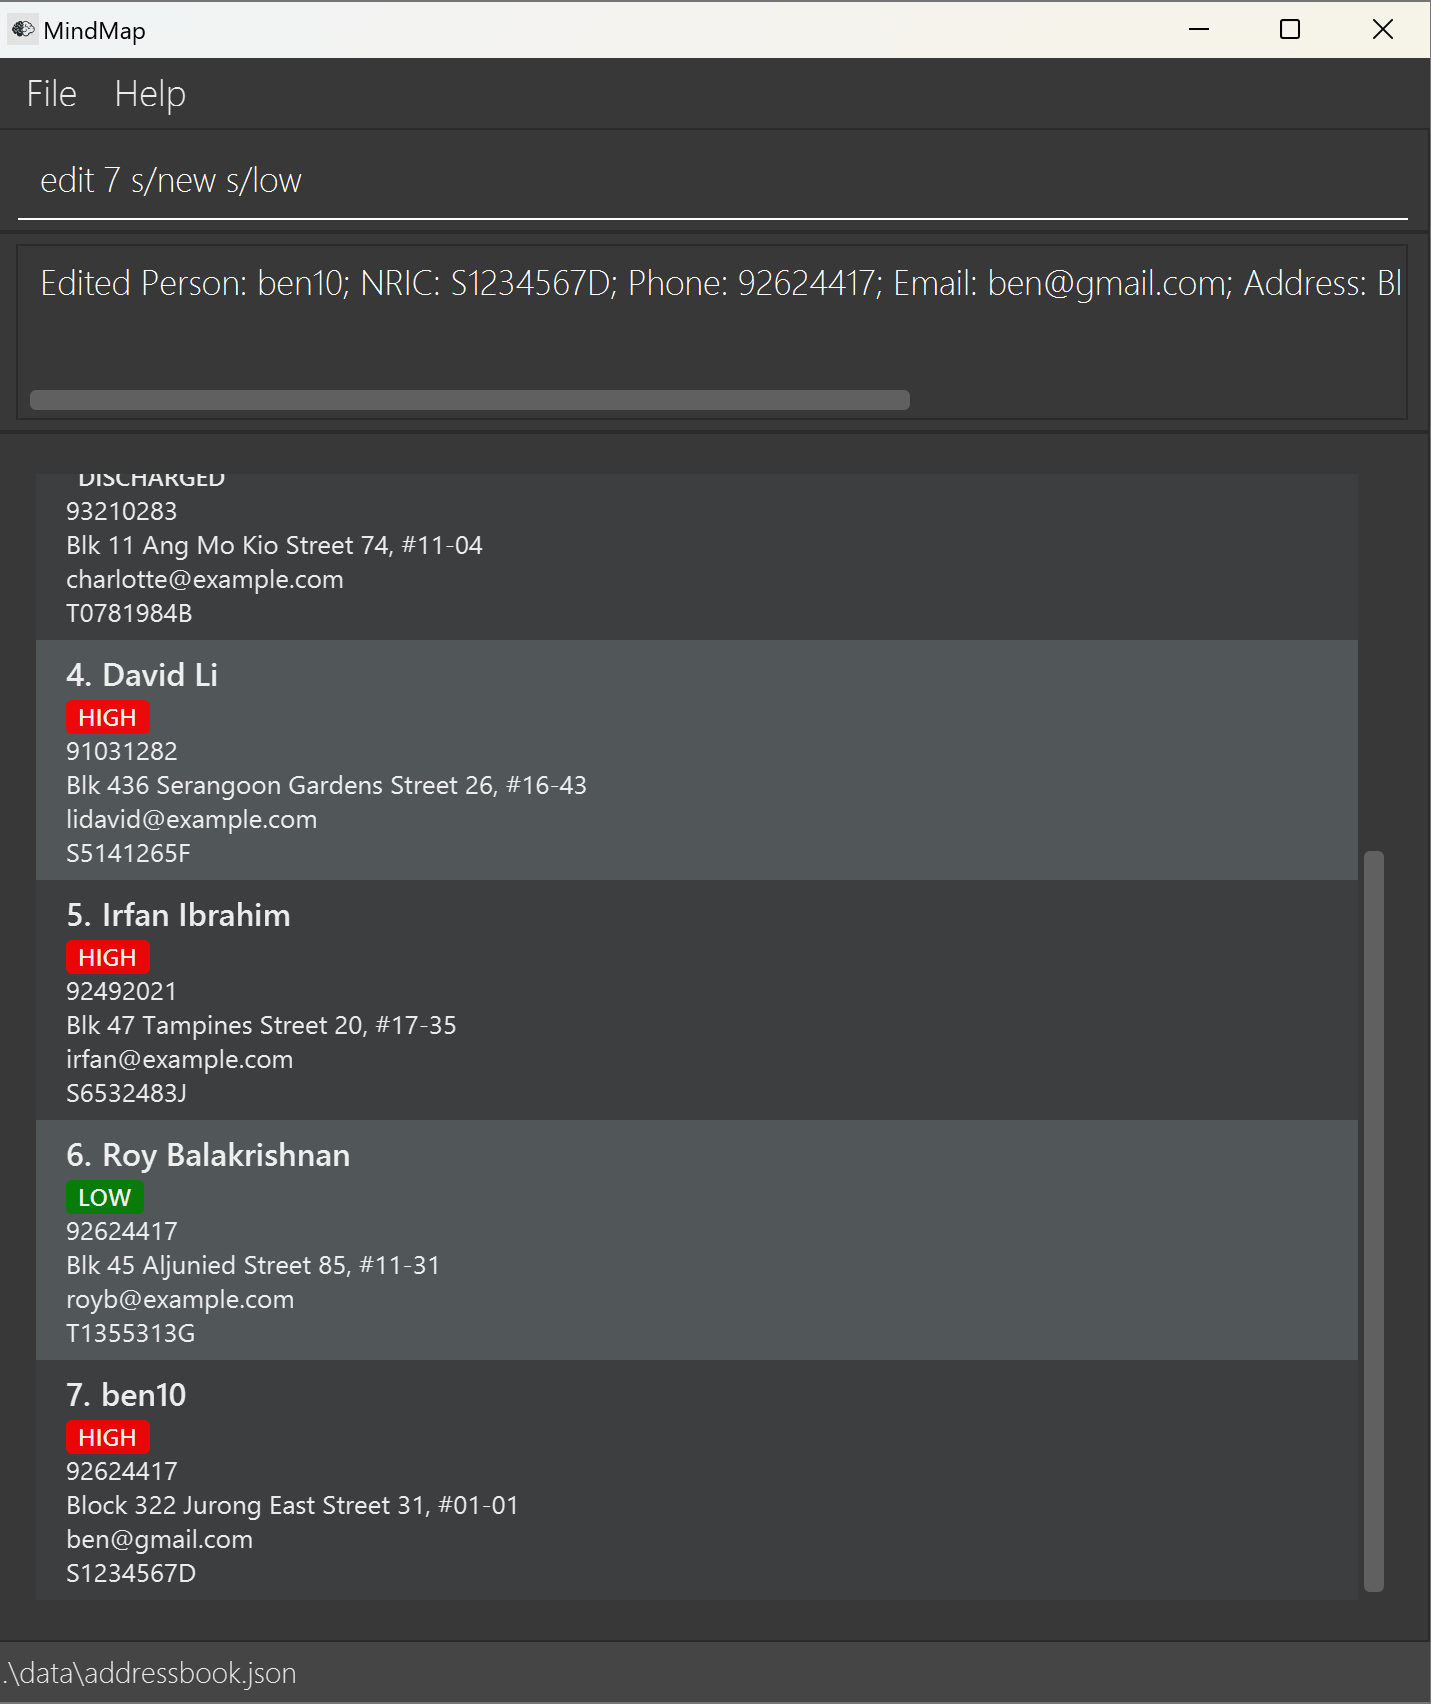 MindMap
File Help
edit 7 s/new s/low
Edited Person: ben10; NRIC: S1234567D; Phone: 92624417; Email: ben@gmail.com; Address: Bl
DISCHARGED
93210283
Blk 11 Ang Mo Kio Street 74, #11-04
charlotte@example.com
T0781984B
4. David Li
HIGH
91031282
Blk 436 Serangoon Gardens Street 26, #16-43
lidavid@example.com
S5141265F
5. Irfan Ibrahim
HIGH
92492021
Blk 47 Tampines Street 20, #17-35
irfan@example.com
S6532483J
6. Roy Balakrishnan
LOW
92624417
Blk 45 Aljunied Street 85, #11-31
royb@example.com
T1355313G
7. ben10
HIGH
92624417
Block 322 Jurong East Street 31, #01-01
ben@gmail.com
S1234567D
.\data\addressbook.json